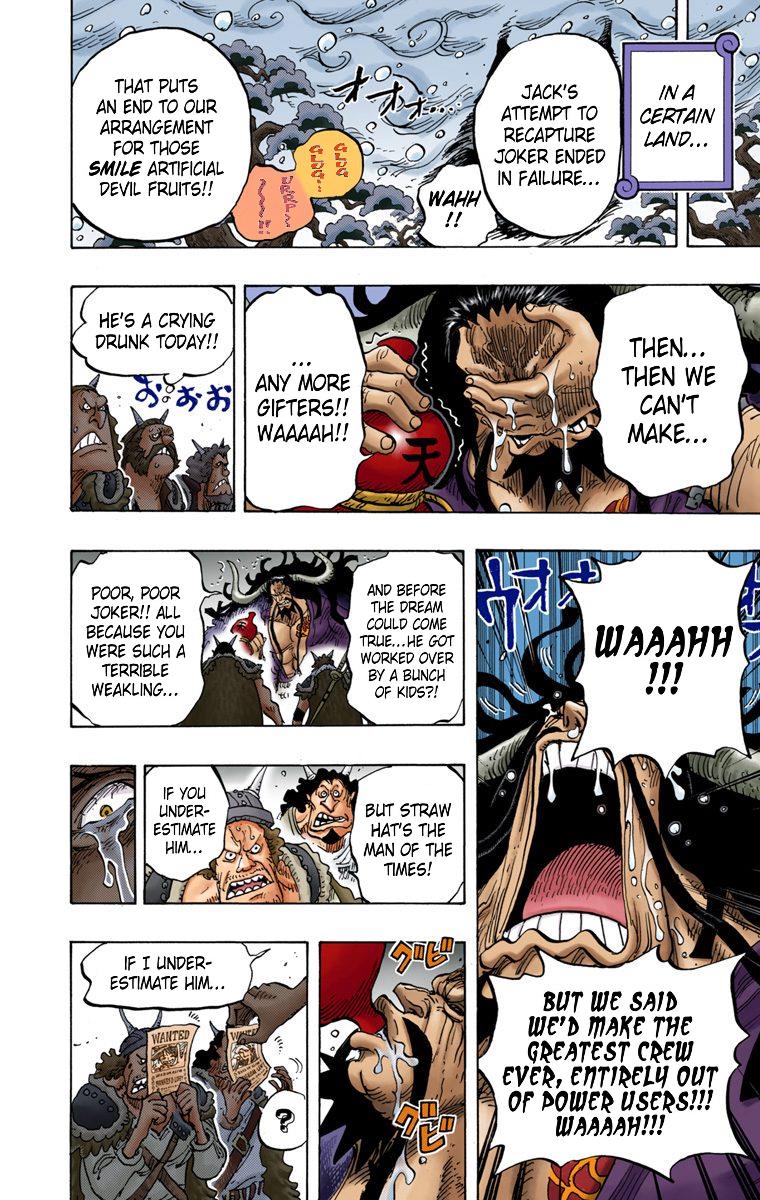 IN A
CERTAIN
LAND...
JACK'S
ATTEMPT TO
RECAPTURE
JOKER ENDED
IN FAILURE...
WAHH
!!
オオオ...
GLUG
GLUG...
THAT PUTS
AN END TO OUR
ARRANGEMENT
FOR THOSE
SMILE ARTIFICIAL
DEVIL FRUITS!!
THEN...
THEN WE
CAN'T
MAKE...
...
ANY MORE
GIFTERS!!
WAAAAH!!
天
HE'S A CRYING
DRUNK TODAY!!
おおお
ウオオオ
WAAAHH
!!!
BUT WE SAID
WE'D MAKE THE
GREATEST CREW
EVER, ENTIRELY OUT
OF POWER USERS!!!
WAAAAH!!!
AND BEFORE
THE DREAM
COULD COME
TRUE...HE GOT
WORKED OVER
BY A BUNCH
OF KIDS?!
POOR, POOR
JOKER!! ALL
BECAUSE YOU
WERE SUCH A
TERRIBLE
WEAKLING...
BUT STRAW
HAT'S THE
MAN OF THE
TIMES!
IF YOU
UNDER-
ESTIMATE
HIM...
グビ
グビ
IF I UNDER-
ESTIMATE HIM...
WANTED
WANTED
?